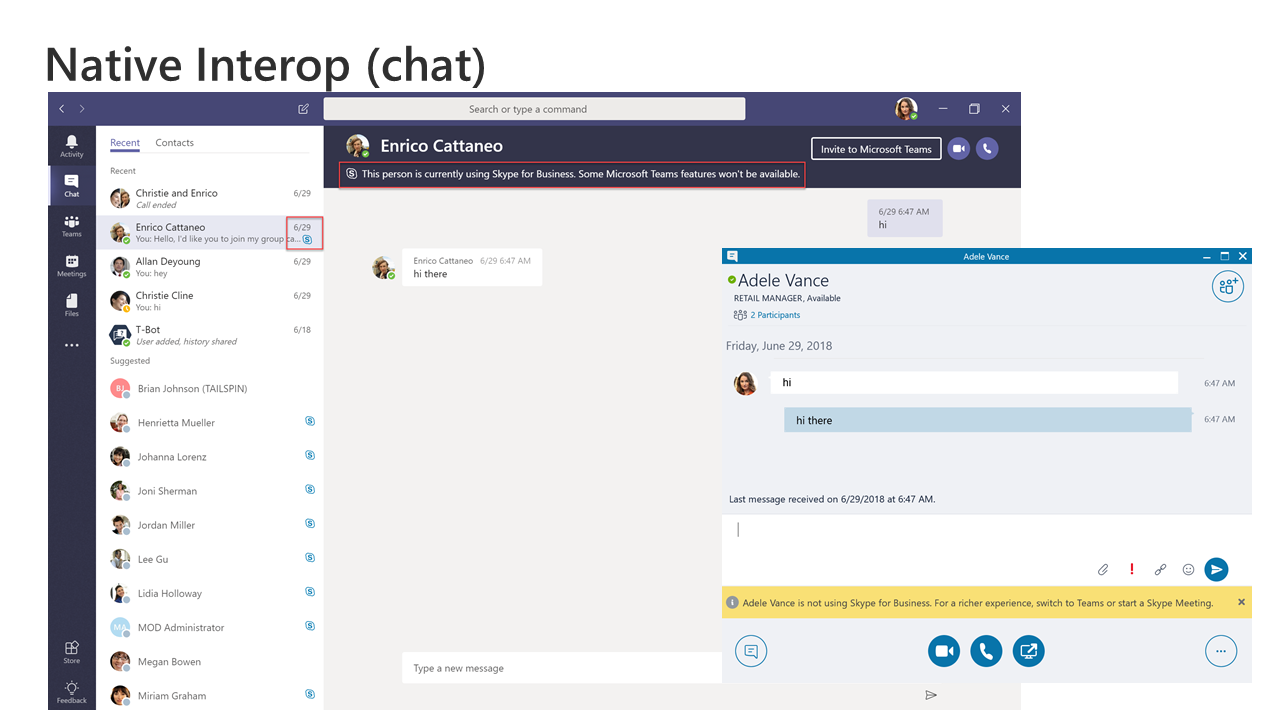 Native Interop (chat)
Search or type a command
Activity
Chat
Teams
Meetings
Files
Store
Feedback
Recent Contacts
Recent
Christie and Enrico 6/29
Call ended
Enrico Cattaneo 6/29
You: Hello, I'd like you to join my group ca...
Allan Deyoung 6/29
You: hey
Christie Cline 6/29
You: hi
T-Bot 6/18
User added, history shared
Suggested
BJ Brian Johnson (TAILSPIN)
Henrietta Mueller
Johanna Lorenz
Joni Sherman
Jordan Miller
Lee Gu
Lidia Holloway
MA MOD Administrator
Megan Bowen
Miriam Graham
Enrico Cattaneo
Invite to Microsoft Teams
This person is currently using Skype for Business. Some Microsoft Teams features won't be available.
6/29 6:47 AM
hi
Enrico Cattaneo 6/29 6:47 AM
hi there
Type a new message
Adele Vance
Adele Vance
RETAIL MANAGER, Available
2 Participants
Friday, June 29, 2018
hi 6:47 AM
hi there 6:47 AM
Last message received on 6/29/2018 at 6:47 AM.
Adele Vance is not using Skype for Business. For a richer experience, switch to Teams or start a Skype Meeting.